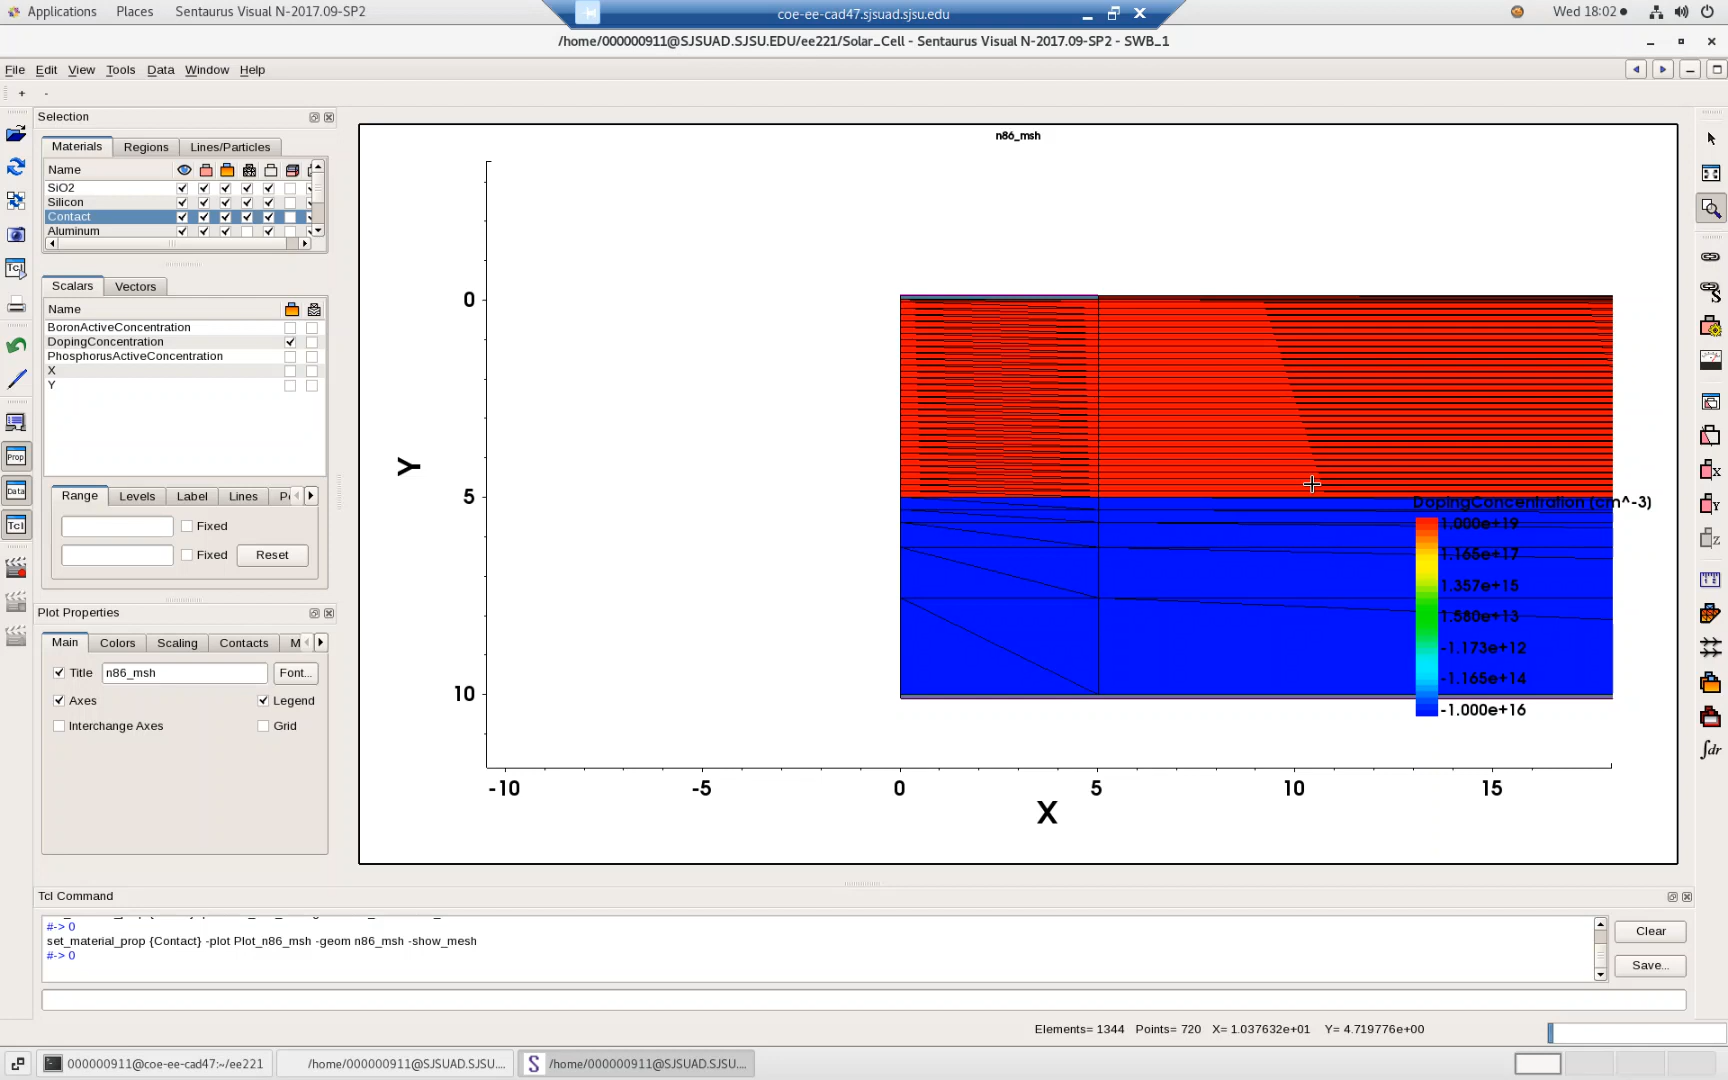 Applications Places Sentaurus Visual N-2017.09-SP2
coe-ee-cad47.sjsuad.sjsu.edu
Wed 18:02
/home/000000911@SJSUAD.SJSU.EDU/ee221/Solar_Cell - Sentaurus Visual N-2017.09-SP2 - SWB_1
File Edit View Tools Data Window Help
+ -
Selection
Materials Regions Lines/Particles
Name
SiO2
Silicon
Contact
Aluminum
Scalars Vectors
Name
BoronActiveConcentration
DopingConcentration
PhosphorusActiveConcentration
X
Y
Range Levels Label Lines
Fixed
Fixed Reset
Plot Properties
Main Colors Scaling Contacts M
Title n86_msh Font...
Axes Legend
Interchange Axes Grid
Tcl
Prop
Data
Tcl
n86_msh
Y
0
5
10
-10 -5 0 5 10 15
X
DopingConcentration (cm^-3)
1.000e+19
1.165e+17
1.357e+15
1.580e+13
-1.173e+12
-1.165e+14
-1.000e+16
X
Y
Z
∫dr
Tcl Command
#-> 0
set_material_prop {Contact} -plot Plot_n86_msh -geom n86_msh -show_mesh
#-> 0
Clear
Save...
Elements= 1344 Points= 720 X= 1.037632e+01 Y= 4.719776e+00
000000911@coe-ee-cad47:~/ee221
/home/000000911@SJSUAD.SJSU....
S /home/000000911@SJSUAD.SJSU....